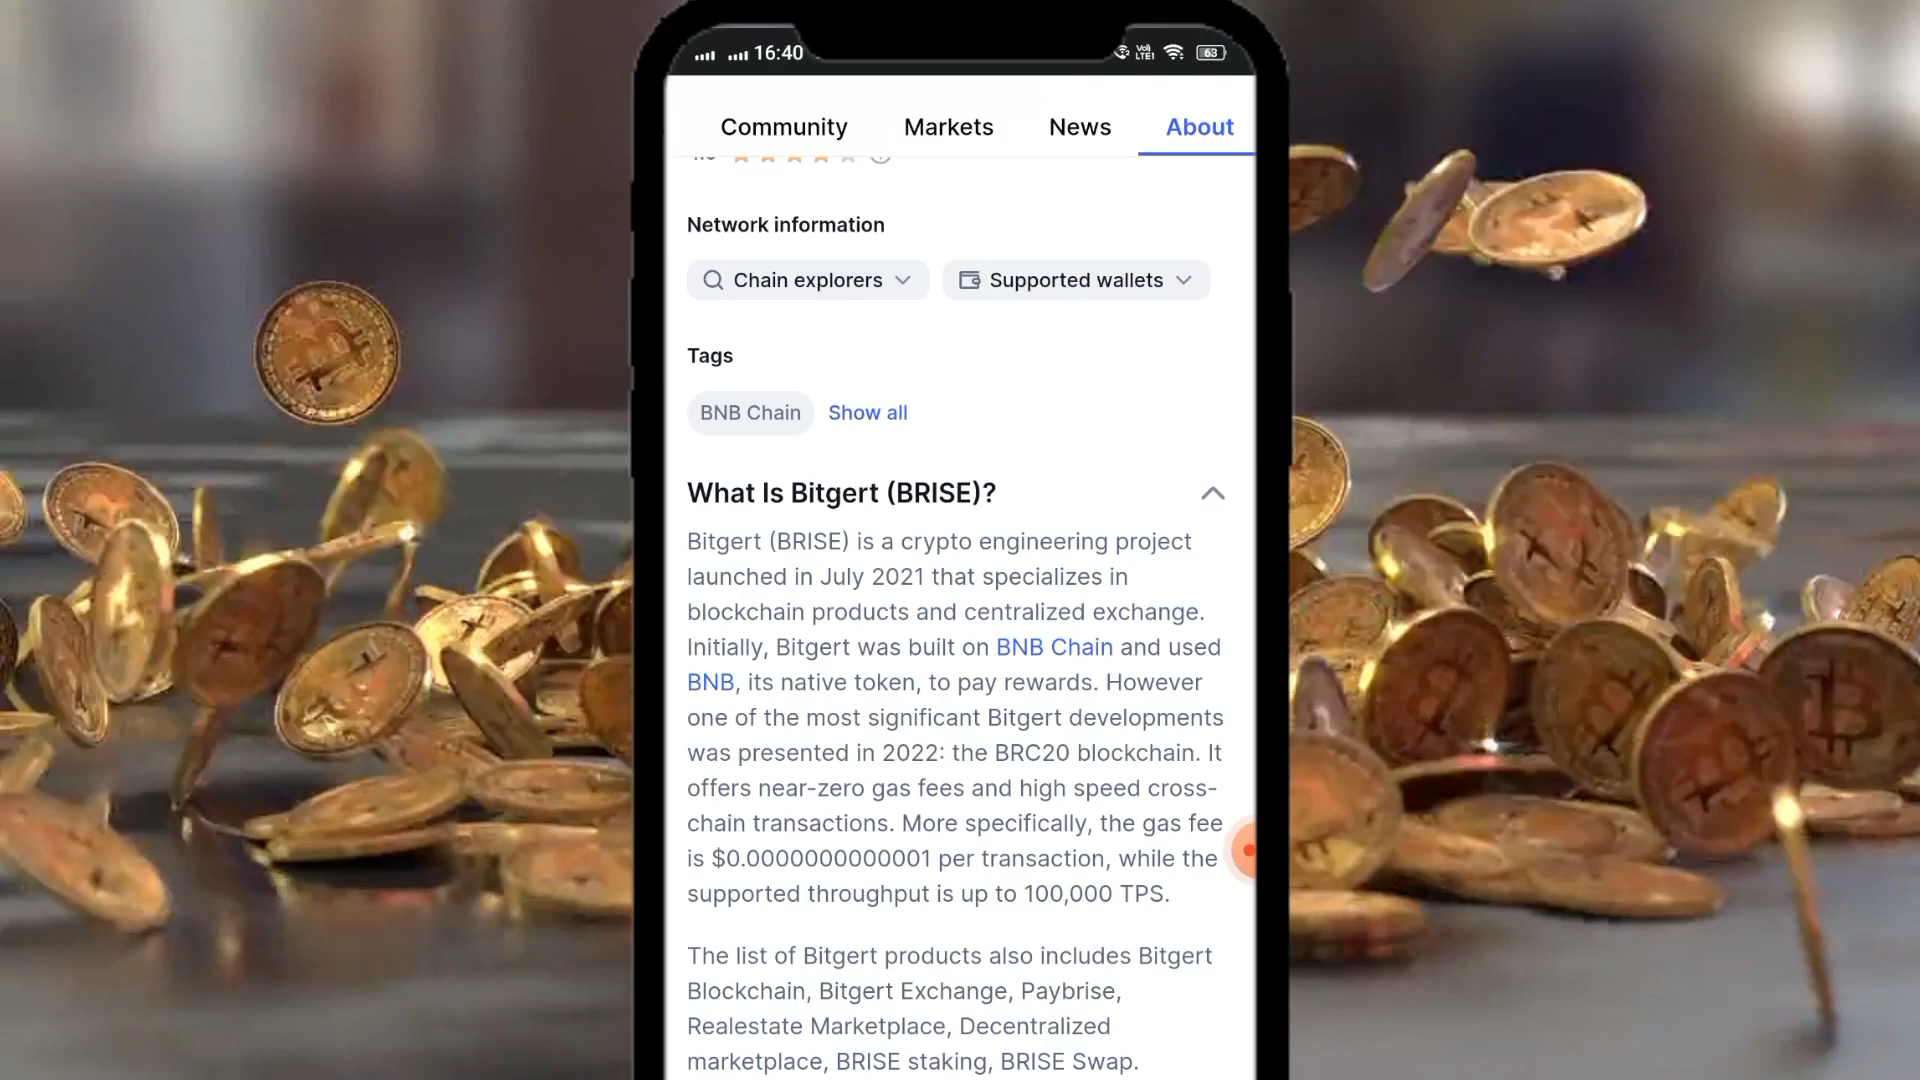 16:40
Vo)
LTE1
63
Community Markets News About
Network information
Chain explorers Supported wallets
Tags
BNB Chain Show all
What Is Bitgert (BRISE)?
Bitgert (BRISE) is a crypto engineering project
launched in July 2021 that specializes in
blockchain products and centralized exchange.
Initially, Bitgert was built on BNB Chain and used
BNB, its native token, to pay rewards. However
one of the most significant Bitgert developments
was presented in 2022: the BRC20 blockchain. It
offers near-zero gas fees and high speed cross-
chain transactions. More specifically, the gas fee
is $0.0000000000001 per transaction, while the
supported throughput is up to 100,000 TPS.
The list of Bitgert products also includes Bitgert
Blockchain, Bitgert Exchange, Paybrise,
Realestate Marketplace, Decentralized
marketplace, BRISE staking, BRISE Swap.